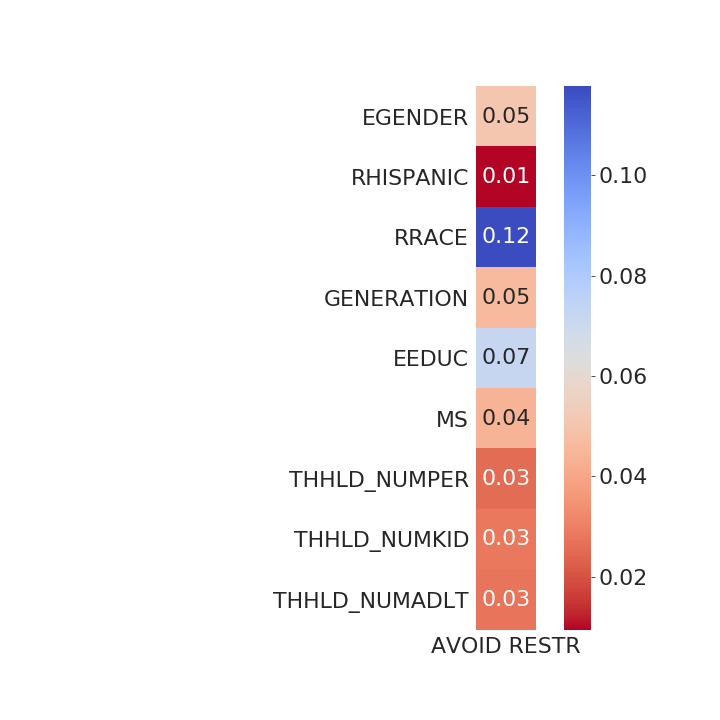 EGENDER 0.05
RHISPANIC 0.01
RRACE 0.12
GENERATION 0.05
EEDUC 0.07
MS 0.04
THHLD_NUMPER 0.03
THHLD_NUMKID 0.03
THHLD_NUMADLT 0.03
AVOID RESTR
0.10
0.08
0.06
0.04
0.02